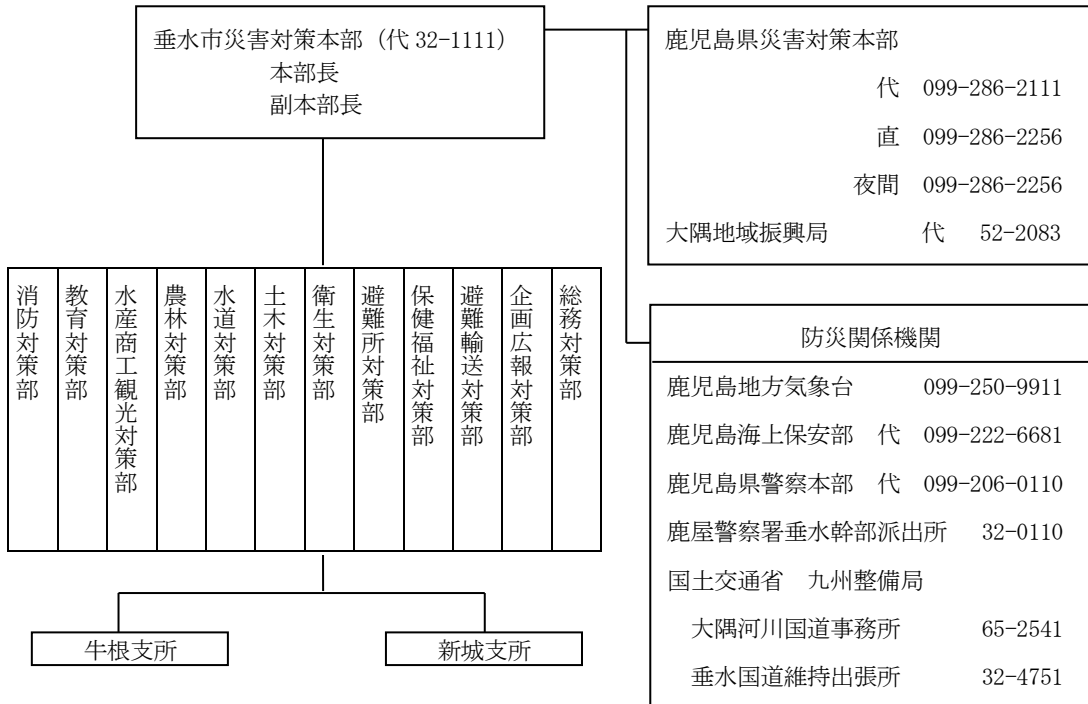 垂水市災害対策本部（代 32-1111）
本部長
副本部長
鹿児島県災害対策本部
代 099-286-2111
直 099-286-2256
夜間 099-286-2256
大隅地域振興局 代 52-2083
総務対策部
企画広報対策部
避難輸送対策部
保健福祉対策部
避難所対策部
衛生対策部
土木対策部
水道対策部
農林対策部
水産商工観光対策部
教育対策部
消防対策部
牛根支所
新城支所
防災関係機関
鹿児島地方気象台 099-250-9911
鹿児島海上保安部 代 099-222-6681
鹿児島県警察本部 代 099-206-0110
鹿屋警察署垂水幹部派出所 32-0110
国土交通省 九州整備局
大隅河川国道事務所 65-2541
垂水国道維持出張所 32-4751